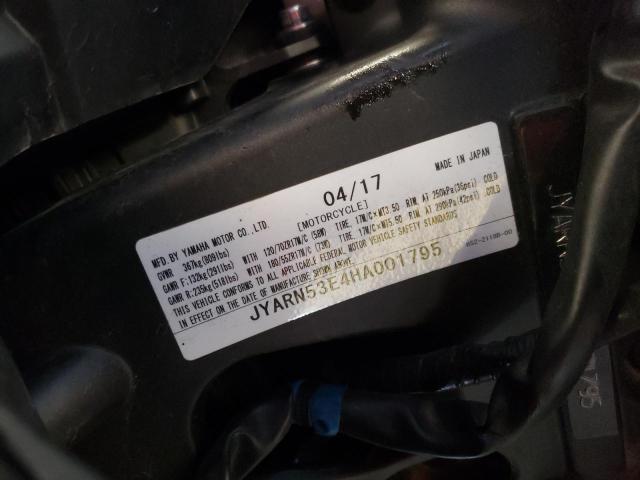 04/17
MADE IN JAPAN
[MOTORCYCLE]
MFD.BY YAMAHA MOTOR CO.,LTD.
GVWR 367kg(809lbs)
GAWR F:132kg(291lbs) WITH 120/70ZR17M/C (58W) TIRE, 17M/C×MT3.50 RIM, AT 250kPa(36psi) COLD
GAWR R:235kg(518lbs) WITH 180/55ZR17M/C (73W) TIRE, 17M/C×MT5.50 RIM, AT 290kPa(42psi) COLD
THIS VEHICLE CONFORMS TO ALL APPLICABLE FEDERAL MOTOR VEHICLE SAFETY STANDARDS
IN EFFECT ON THE DATE OF MANUFACTURE SHOWN ABOVE.
JYARN53E4HA001795
JYARN
1795